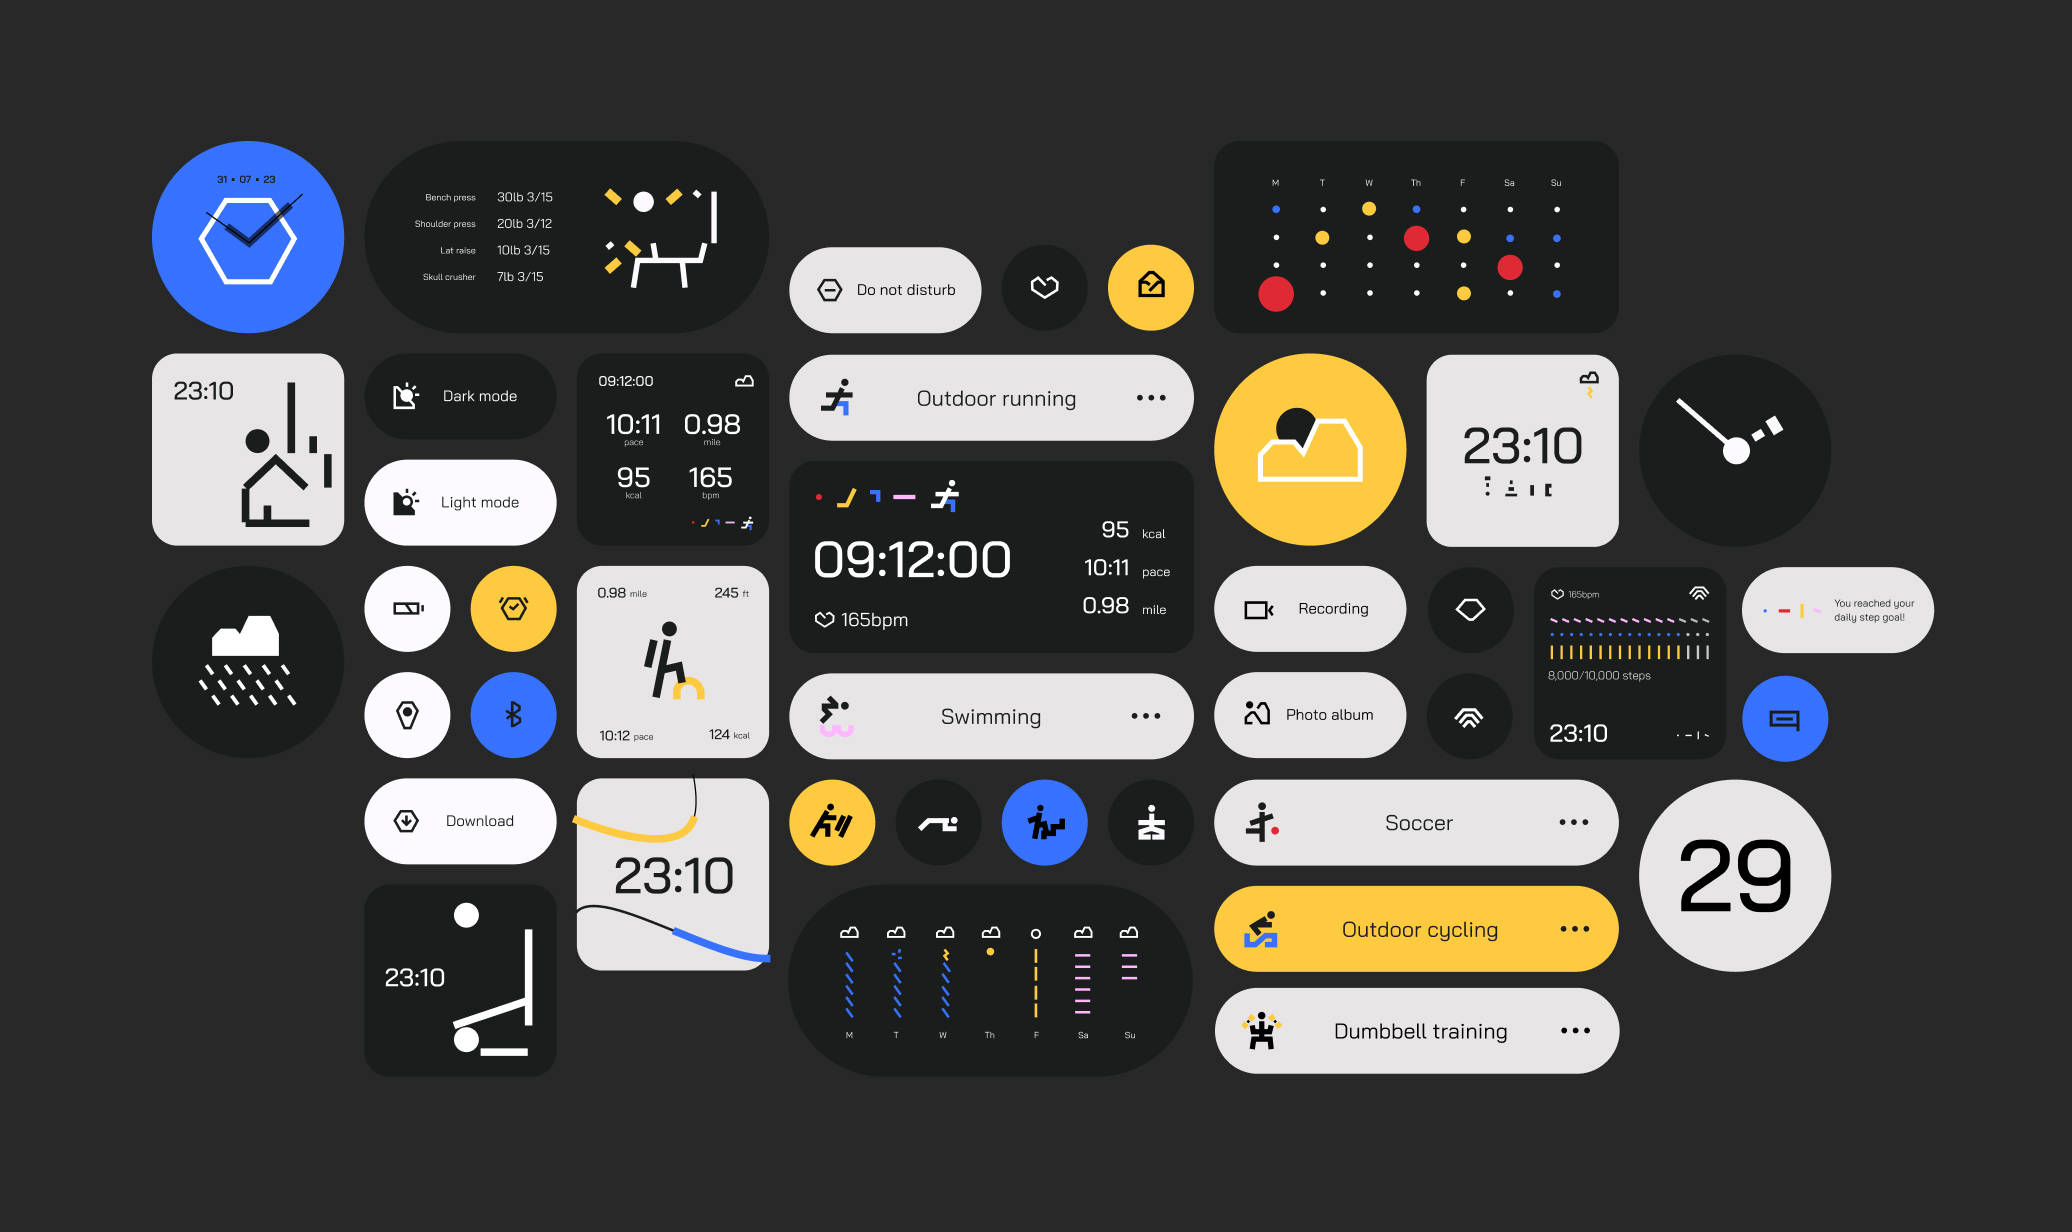 31 • 07 • 23
Bench press 30lb 3/15
Shoulder press 20lb 3/12
Lat raise 10lb 3/15
Skull crusher 7lb 3/15
Do not disturb
M T W Th F Sa Su
23:10
Dark mode
Light mode
09:12:00
10:11 0.98
pace mile
95 165
kcal bpm
Outdoor running
09:12:00
165bpm
95 kcal
10:11 pace
0.98 mile
23:10
0.98 mile 245 ft
10:12 pace 124 kcal
Recording
165bpm
8,000/10,000 steps
23:10
You reached your
daily step goal!
Swimming
Photo album
Download
23:10
Soccer
29
23:10
M T W Th F Sa Su
Outdoor cycling
Dumbbell training